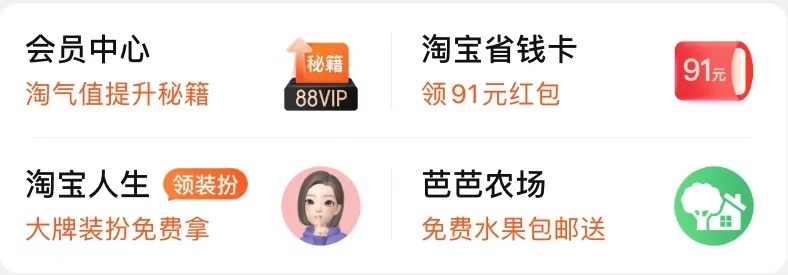 会员中心
淘气值提升秘籍
秘籍
88VIP
淘宝省钱卡
领91元红包
91元
淘宝人生 领装扮
大牌装扮免费拿
芭芭农场
免费水果包邮送